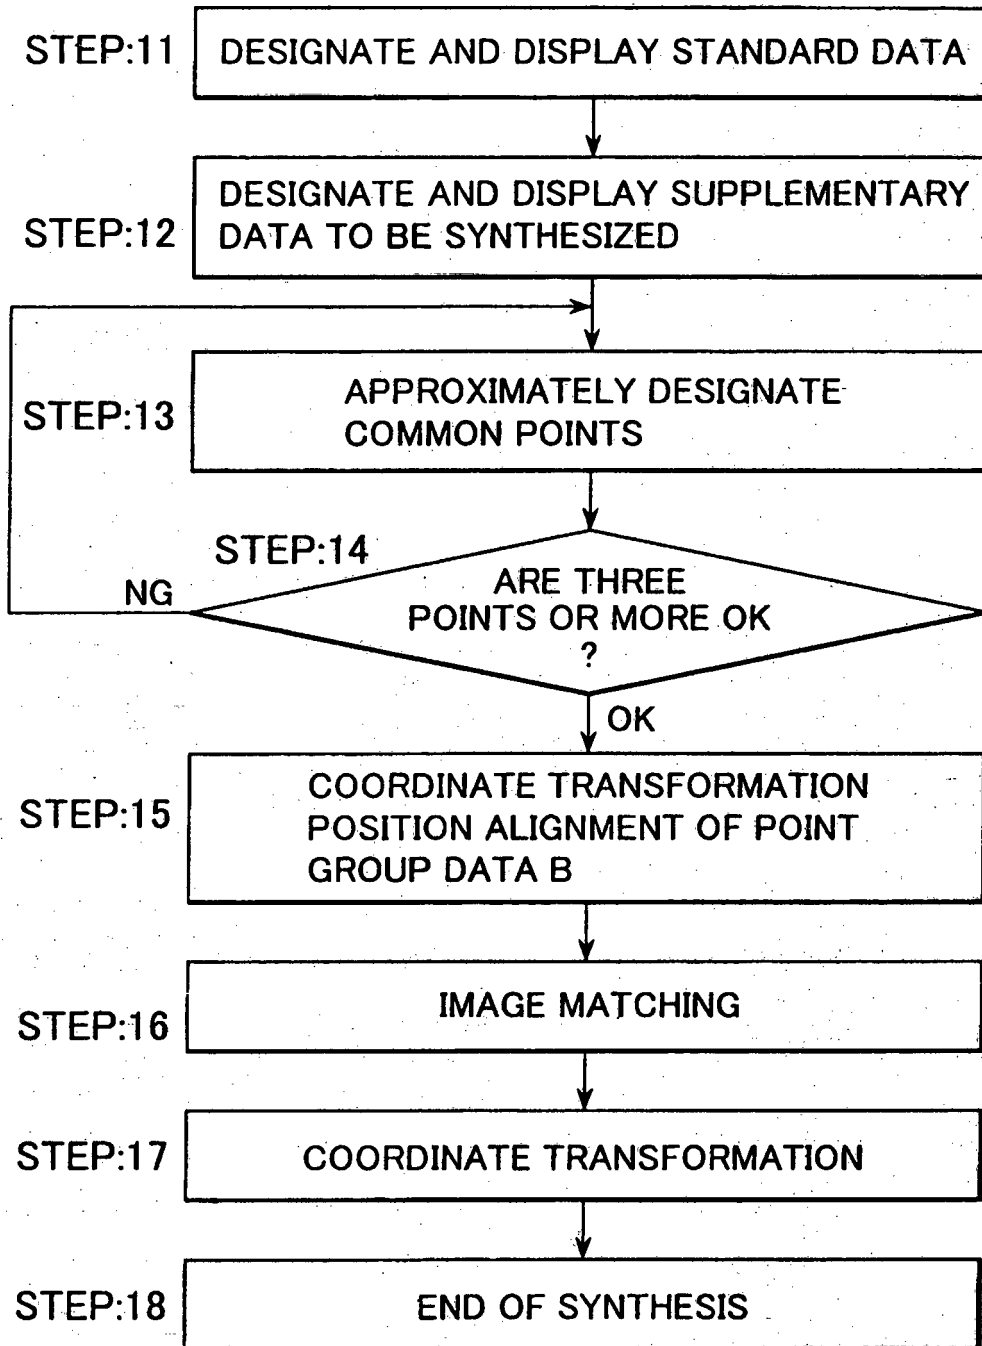 STEP:11
DESIGNATE AND DISPLAY STANDARD DATA
STEP:12
DESIGNATE AND DISPLAY SUPPLEMENTARY
DATA TO BE SYNTHESIZED
STEP:13
APPROXIMATELY DESIGNATE
COMMON POINTS
STEP:14
NG
ARE THREE
POINTS OR MORE OK
?
OK
STEP:15
COORDINATE TRANSFORMATION
POSITION ALIGNMENT OF POINT
GROUP DATA B
STEP:16
IMAGE MATCHING
STEP:17
COORDINATE TRANSFORMATION
STEP:18
END OF SYNTHESIS